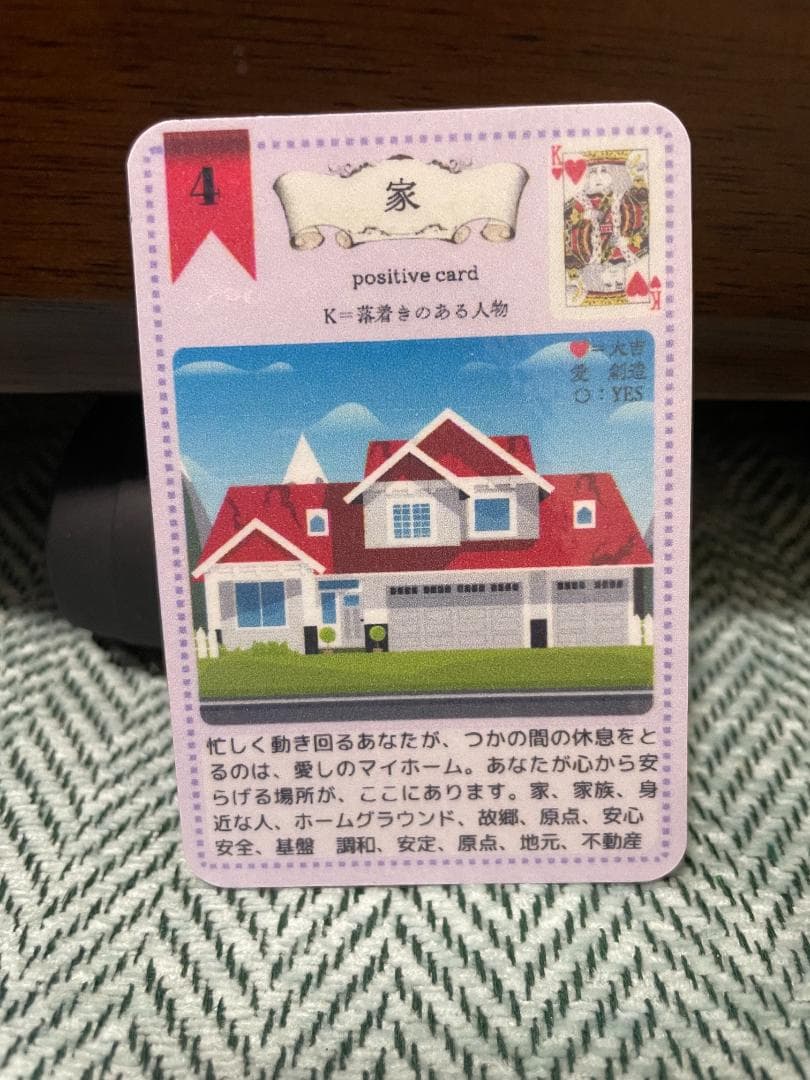 4
家
K
positive card
K=落着きのある人物
K
♥=大吉
愛 創造
○:YES
忙しく動き回るあなたが、つかの間の休息をと
るのは、愛しのマイホーム。あなたが心から安
らげる場所が、ここにあります。家、家族、身
近な人、ホームグラウンド、故郷、原点、安心
安全、基盤 調和、安定、原点、地元、不動産